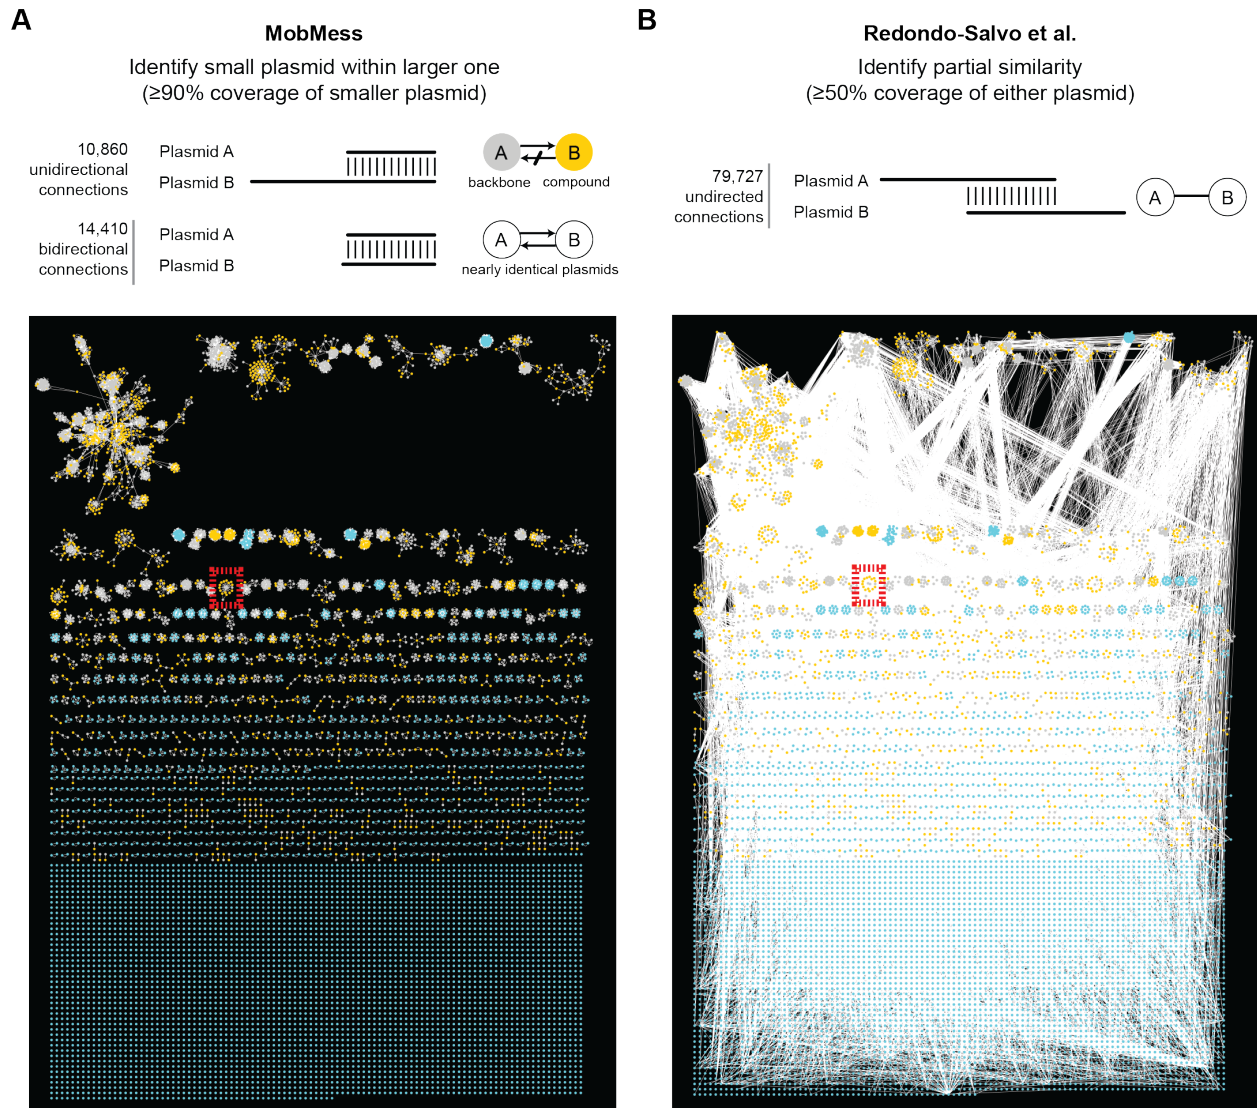 A
MobMess
Identify small plasmid within larger one
(≥90% coverage of smaller plasmid)
10,860
unidirectional
connections
Plasmid A
Plasmid B
A
B
backbone
compound
14,410
bidirectional
connections
Plasmid A
Plasmid B
A
B
nearly identical plasmids
B
Redondo-Salvo et al.
Identify partial similarity
(≥50% coverage of either plasmid)
79,727
undirected
connections
Plasmid A
Plasmid B
A
B